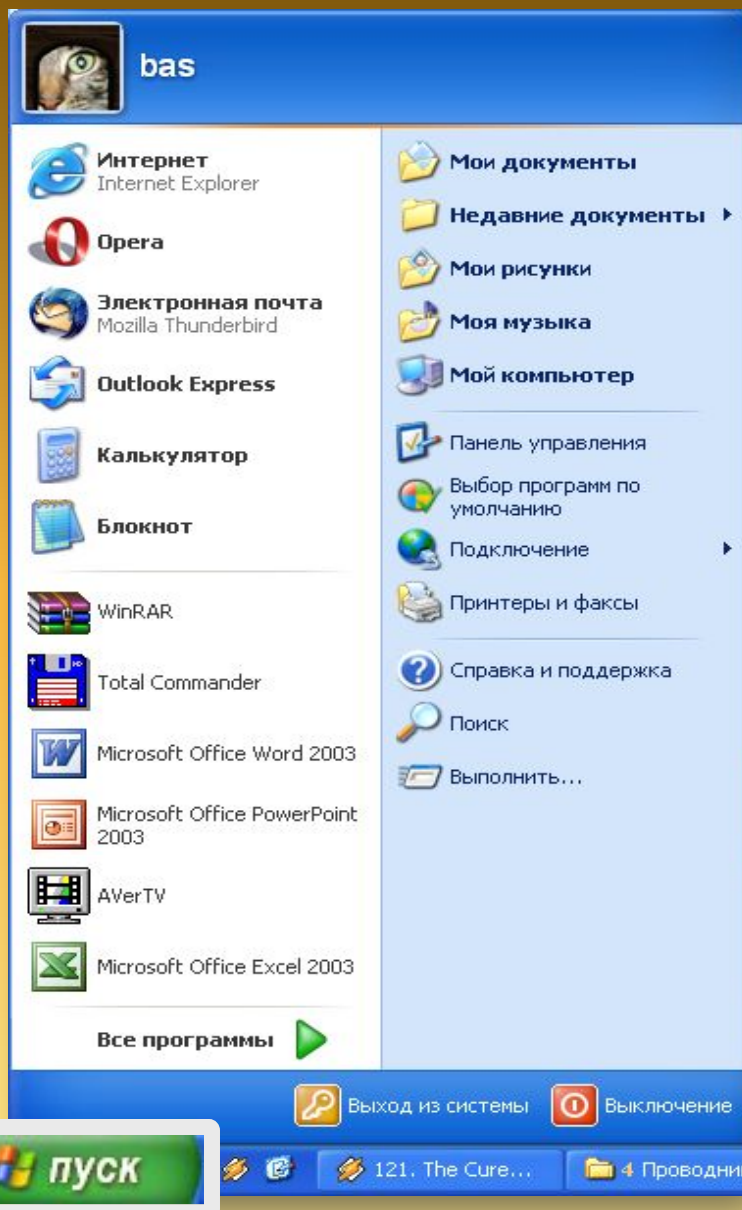 bas
Интернет
Internet Explorer
Opera
Электронная почта
Mozilla Thunderbird
Outlook Express
Калькулятор
Блокнот
WinRAR
Total Commander
Microsoft Office Word 2003
Microsoft Office PowerPoint
2003
AVerTV
Microsoft Office Excel 2003
Все программы
Мои документы
Недавние документы
Мои рисунки
Моя музыка
Мой компьютер
Панель управления
Выбор программ по
умолчанию
Подключение
Принтеры и факсы
Справка и поддержка
Поиск
Выполнить...
Выход из системы
Выключение
пуск
121. The Cure...
4 Проводни